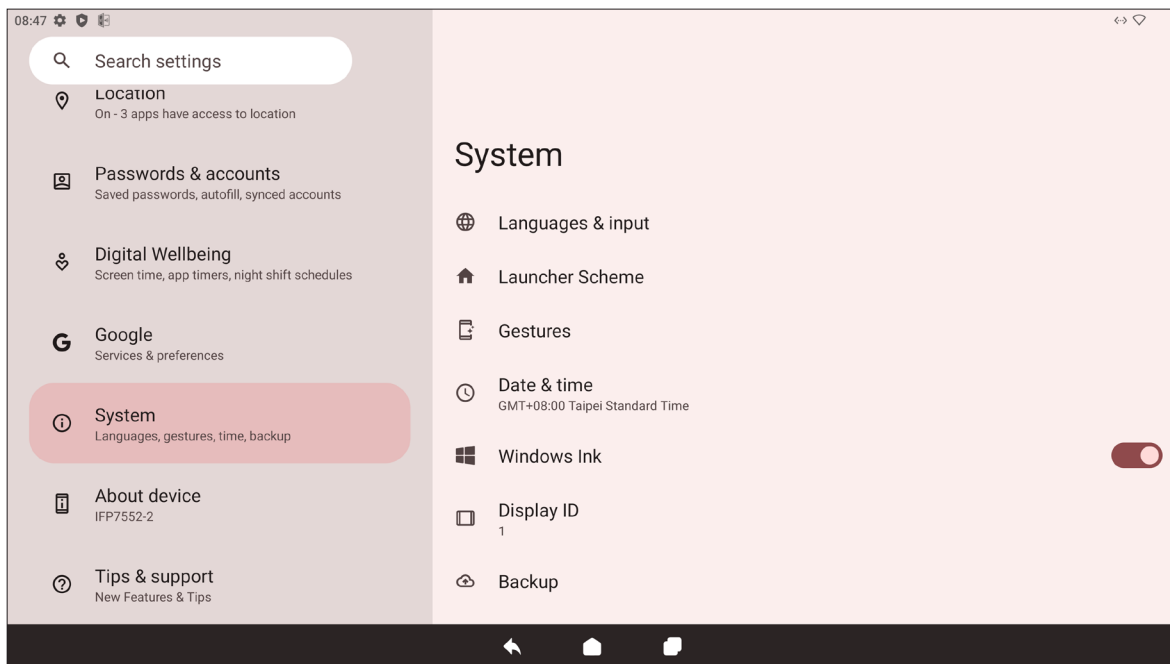 08:47
Search settings
Location
On - 3 apps have access to location
Passwords & accounts
Saved passwords, autofill, synced accounts
Digital Wellbeing
Screen time, app timers, night shift schedules
Google
Services & preferences
System
Languages, gestures, time, backup
About device
IFP7552-2
Tips & support
New Features & Tips
System
Languages & input
Launcher Scheme
Gestures
Date & time
GMT+08:00 Taipei Standard Time
Windows Ink
Display ID
1
Backup